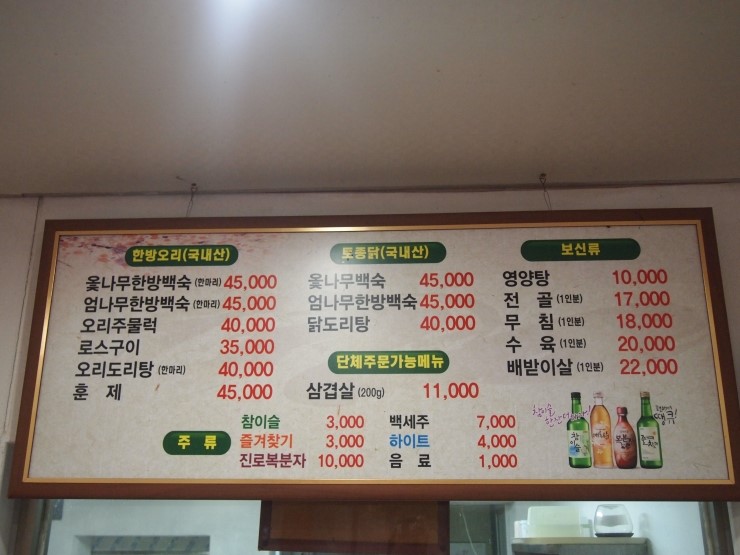 한방오리(국내산)
옻나무한방백숙 (한마리) 45,000
엄나무한방백숙 (한마리) 45,000
오리주물럭 40,000
로스구이 35,000
오리도리탕 (한마리) 40,000
훈 제 45,000
토종닭(국내산)
옻나무백숙 45,000
엄나무한방백숙 45,000
닭도리탕 40,000
단체주문가능메뉴
삼겹살 (200g) 11,000
보신류
영양탕 10,000
전 골 (1인분) 17,000
무 침 (1인분) 18,000
수 육 (1인분) 20,000
배받이살 (1인분) 22,000
주 류
참이슬 3,000
즐겨찾기 3,000
진로복분자 10,000
백세주 7,000
하이트 4,000
음 료 1,000
참이슬